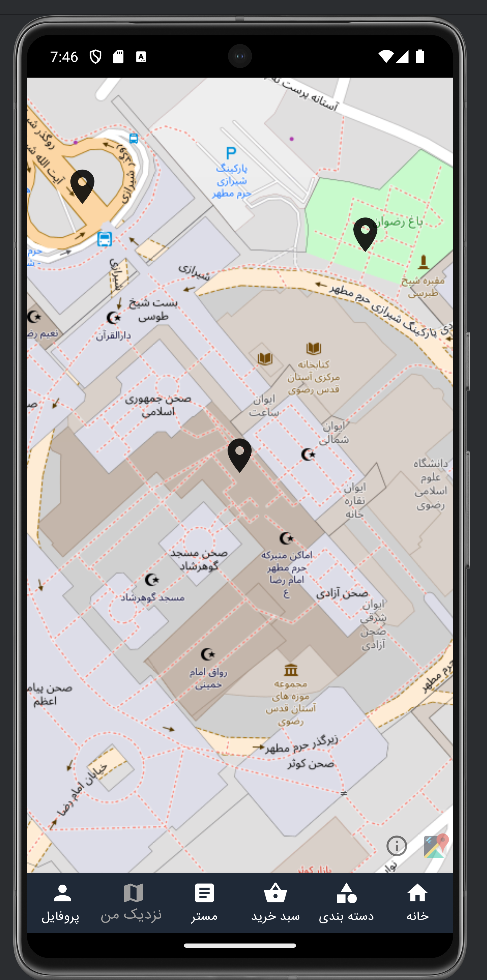 7:46
آستانه پرست
P
پارکینگ
شیرازی
حرم مطهر
باغ رضوان
مقبره شیخ
طبرسی
شیرازی
شیرازی
پارکینگ شیرازی حرم مطهر
بست شیخ
طوسی
دارالقرآن
کتابخانه
مرکزی آستان
قدس رضوی
صحن جمهوری
اسلامی
ایوان
ساعت
ایوان
شمالی
دانشگاه
علوم
اسلامی
رضوی
ایوان
نقاره
خانه
صحن مسجد
گوهرشاد
اماکن متبرکه
حرم مطهر
امام رضا
ع
صحن آزادی
مسجد گوهرشاد
ایوان
شرقی
صحن
آزادی
رواق امام
خمینی
مجموعه
موزه های
آستان قدس
رضوی
حرم مطهر
صحن پیام
اعظم
زیرگذر حرم مطهر
صحن کوثر
خیابان امام رضا
بازار کوثر
پروفایل
نزدیک من
مستر
سبد خرید
دسته بندی
خانه